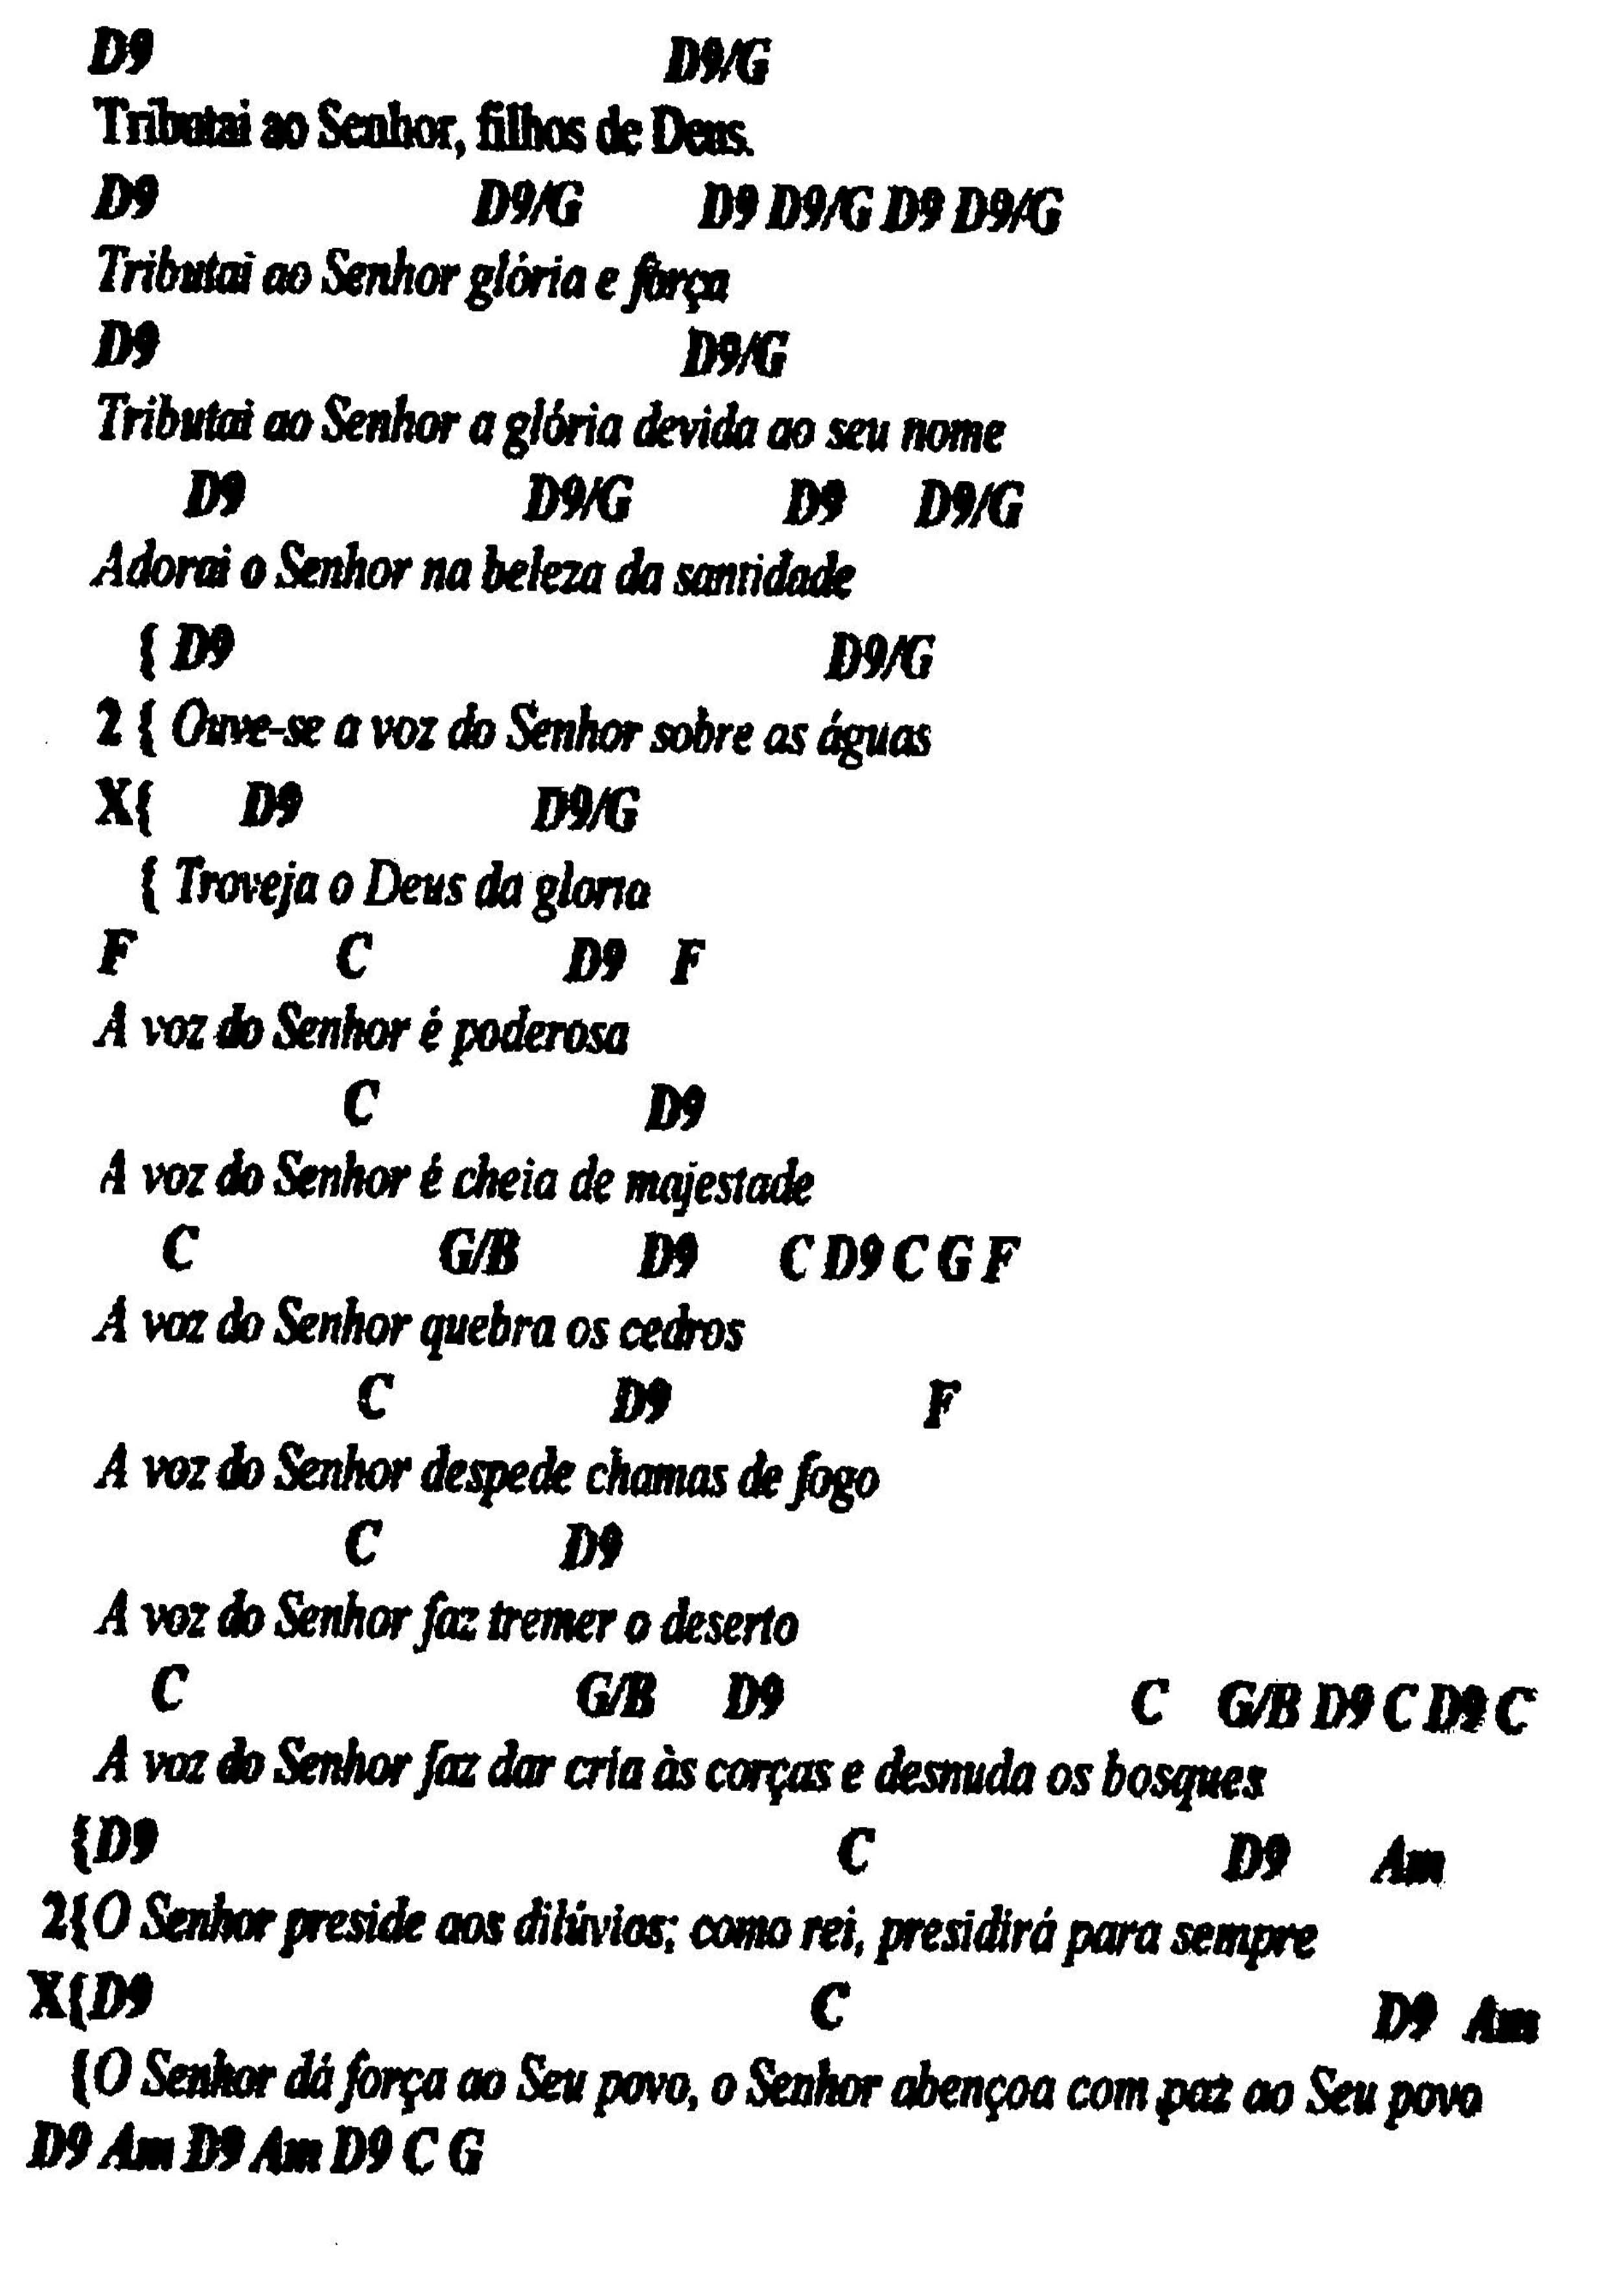 D9 D9/G
Tributai ao Senhor, filhos de Deus.
D9 D9/G D9 D9/G D9 D9/G
Tributai ao Senhor glória e força
D9 D9/G
Tributai ao Senhor a glória devida ao seu nome
D9 D9/G D9 D9/G
Adorai o Senhor na beleza da santidade
{ D9 D9/G
2 { Ouve-se a voz do Senhor sobre as águas
X{ D9 D9/G
{ Troveja o Deus da gloria
F C D9 F
A voz do Senhor é poderosa
C D9
A voz do Senhor é cheia de majestade
C G/B D9 C D9 C G F
A voz do Senhor quebra os cedros
C D9 F
A voz do Senhor despede chamas de fogo
C D9
A voz do Senhor faz tremer o deserto
C G/B D9 C G/B D9 C D9 C
A voz do Senhor faz dar cria às corças e desnuda os bosques
{D9 C D9 Am
2{O Senhor preside aos dilúvios; como rei, presidirá para sempre
X{D9 C D9 Am
{O Senhor dá força ao Seu povo, o Senhor abençoa com paz ao Seu povo
D9 Am D9 Am D9 C G